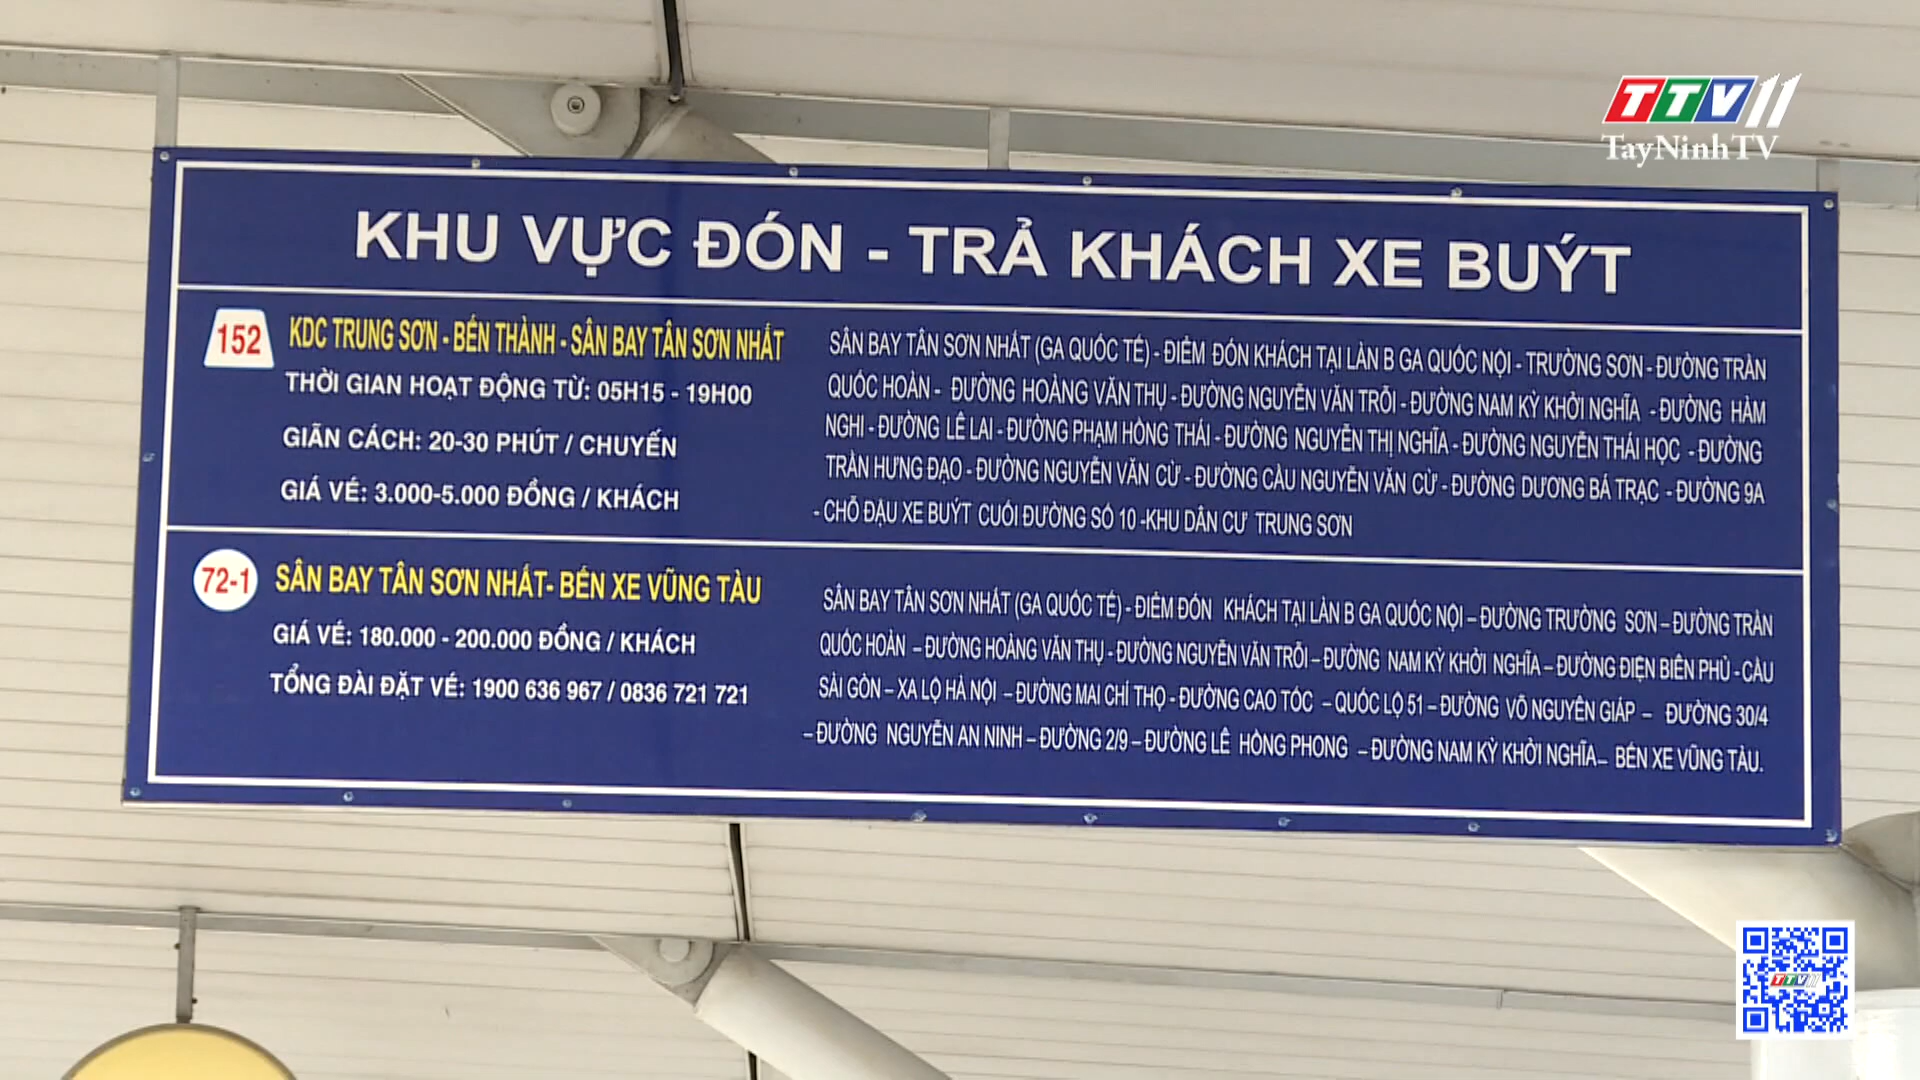 TTV11
TayNinhTV
KHU VỰC ĐÓN - TRẢ KHÁCH XE BUÝT
152
KDC TRUNG SƠN - BẾN THÀNH - SÂN BAY TÂN SƠN NHẤT
THỜI GIAN HOẠT ĐỘNG TỪ: 05H15 - 19H00
GIÃN CÁCH: 20-30 PHÚT / CHUYẾN
GIÁ VÉ: 3.000-5.000 ĐỒNG / KHÁCH
SÂN BAY TÂN SƠN NHẤT (GA QUỐC TẾ) - ĐIỂM ĐÓN KHÁCH TẠI LÀN B GA QUỐC NỘI - TRƯỜNG SƠN - ĐƯỜNG TRẦN
QUỐC HOÀN - ĐƯỜNG HOÀNG VĂN THỤ - ĐƯỜNG NGUYỄN VĂN TRỖI - ĐƯỜNG NAM KỲ KHỞI NGHĨA - ĐƯỜNG HÀM
NGHI - ĐƯỜNG LÊ LAI - ĐƯỜNG PHẠM HỒNG THÁI - ĐƯỜNG NGUYỄN THỊ NGHĨA - ĐƯỜNG NGUYỄN THÁI HỌC - ĐƯỜNG
TRẦN HƯNG ĐẠO - ĐƯỜNG NGUYỄN VĂN CỪ - ĐƯỜNG CẦU NGUYỄN VĂN CỪ - ĐƯỜNG DƯƠNG BÁ TRẠC - ĐƯỜNG 9A
- CHỖ ĐẬU XE BUÝT CUỐI ĐƯỜNG SỐ 10 -KHU DÂN CƯ TRUNG SƠN
72-1
SÂN BAY TÂN SƠN NHẤT- BẾN XE VŨNG TÀU
GIÁ VÉ: 180.000 - 200.000 ĐỒNG / KHÁCH
TỔNG ĐÀI ĐẶT VÉ: 1900 636 967 / 0836 721 721
SÂN BAY TÂN SƠN NHẤT (GA QUỐC TẾ) - ĐIỂM ĐÓN KHÁCH TẠI LÀN B GA QUỐC NỘI – ĐƯỜNG TRƯỜNG SƠN – ĐƯỜNG TRẦN
QUỐC HOÀN – ĐƯỜNG HOÀNG VĂN THỤ - ĐƯỜNG NGUYỄN VĂN TRỖI – ĐƯỜNG NAM KỲ KHỞI NGHĨA – ĐƯỜNG ĐIỆN BIÊN PHỦ - CẦU
SÀI GÒN – XA LỘ HÀ NỘI – ĐƯỜNG MAI CHÍ THỌ - ĐƯỜNG CAO TỐC – QUỐC LỘ 51 – ĐƯỜNG VÕ NGUYÊN GIÁP – ĐƯỜNG 30/4
– ĐƯỜNG NGUYỄN AN NINH – ĐƯỜNG 2/9 – ĐƯỜNG LÊ HỒNG PHONG – ĐƯỜNG NAM KỲ KHỞI NGHĨA – BẾN XE VŨNG TÀU.
TTV11